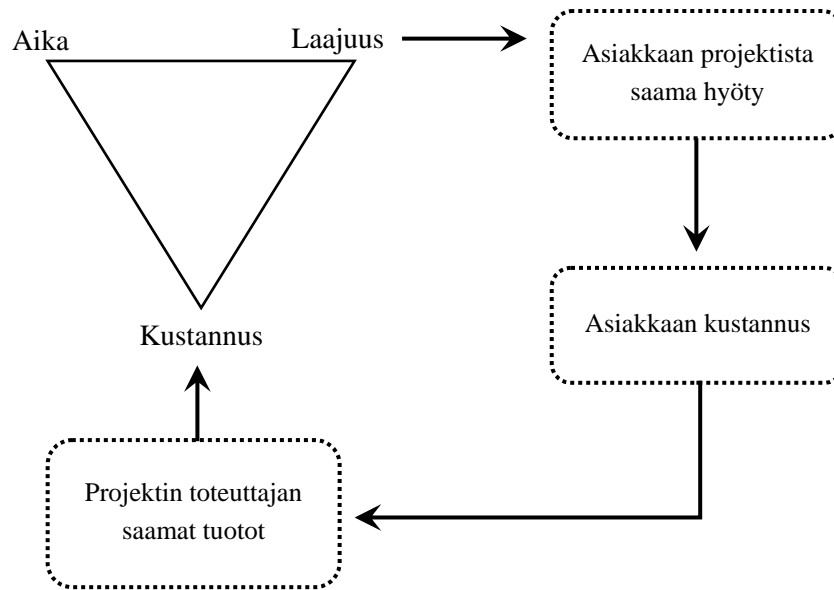 Aika
Laajuus
Asiakkaan projektista
saama hyöty
Asiakkaan kustannus
Kustannus
Projektin toteuttajan
saamat tuotot